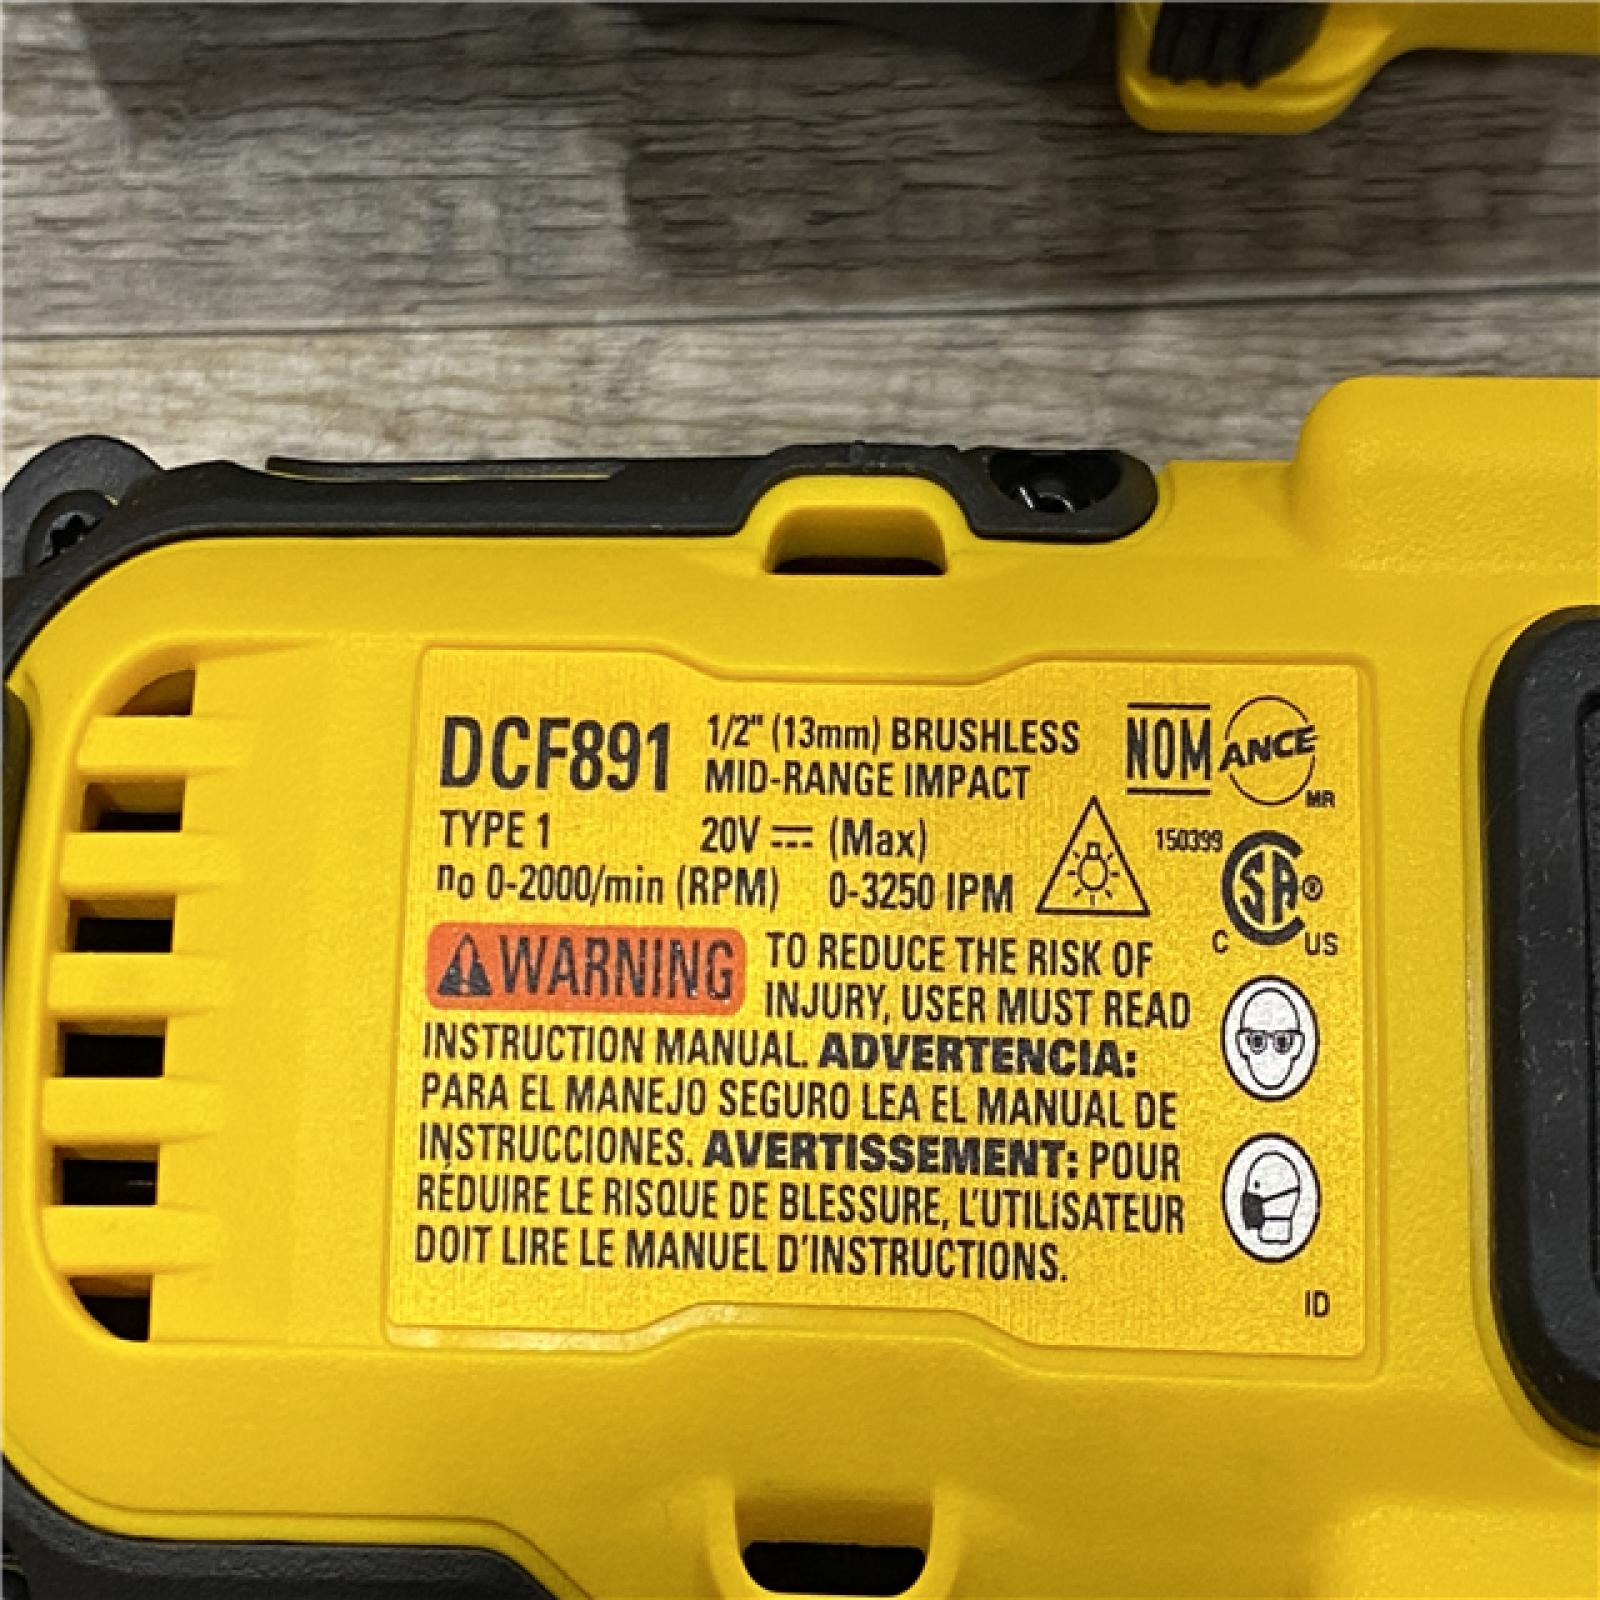 DCF891 1/2" (13mm) BRUSHLESS
MID-RANGE IMPACT
NOM ANCE MR
TYPE 1 20V ⎓ (Max)
150399
no 0-2000/min (RPM) 0-3250 IPM
C SA® US
WARNING TO REDUCE THE RISK OF
INJURY, USER MUST READ
INSTRUCTION MANUAL. ADVERTENCIA:
PARA EL MANEJO SEGURO LEA EL MANUAL DE
INSTRUCCIONES. AVERTISSEMENT: POUR
RÉDUIRE LE RISQUE DE BLESSURE, L'UTILISATEUR
DOIT LIRE LE MANUEL D'INSTRUCTIONS.
ID